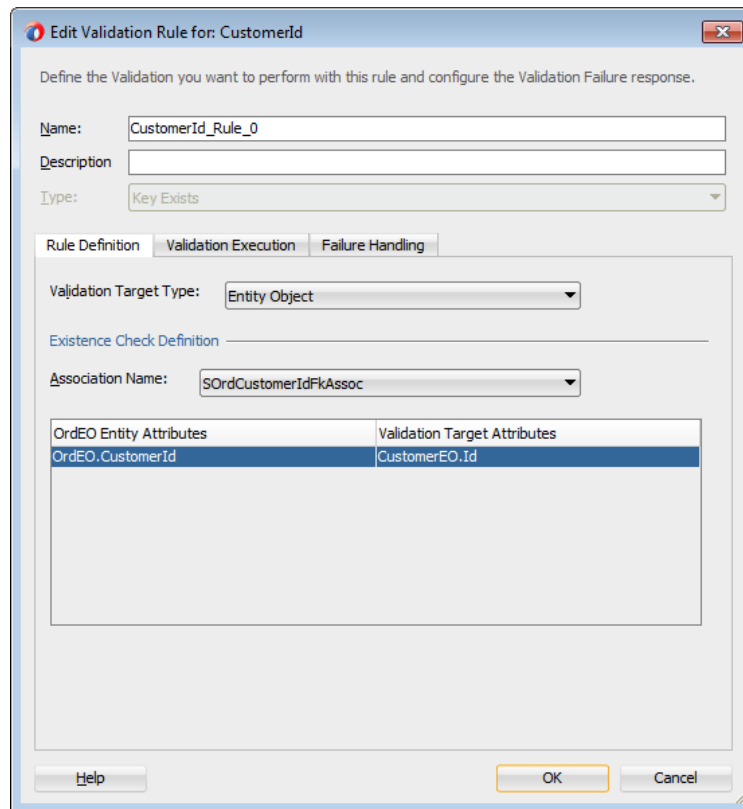 Edit Validation Rule for: CustomerId
Define the Validation you want to perform with this rule and configure the Validation Failure response.
Name: CustomerId_Rule_0
Description
Type: Key Exists
Rule Definition Validation Execution Failure Handling
Validation Target Type: Entity Object
Existence Check Definition
Association Name: SOrdCustomerIdFkAssoc
OrdEO Entity Attributes Validation Target Attributes
OrdEO.CustomerId CustomerEO.Id
Help OK Cancel